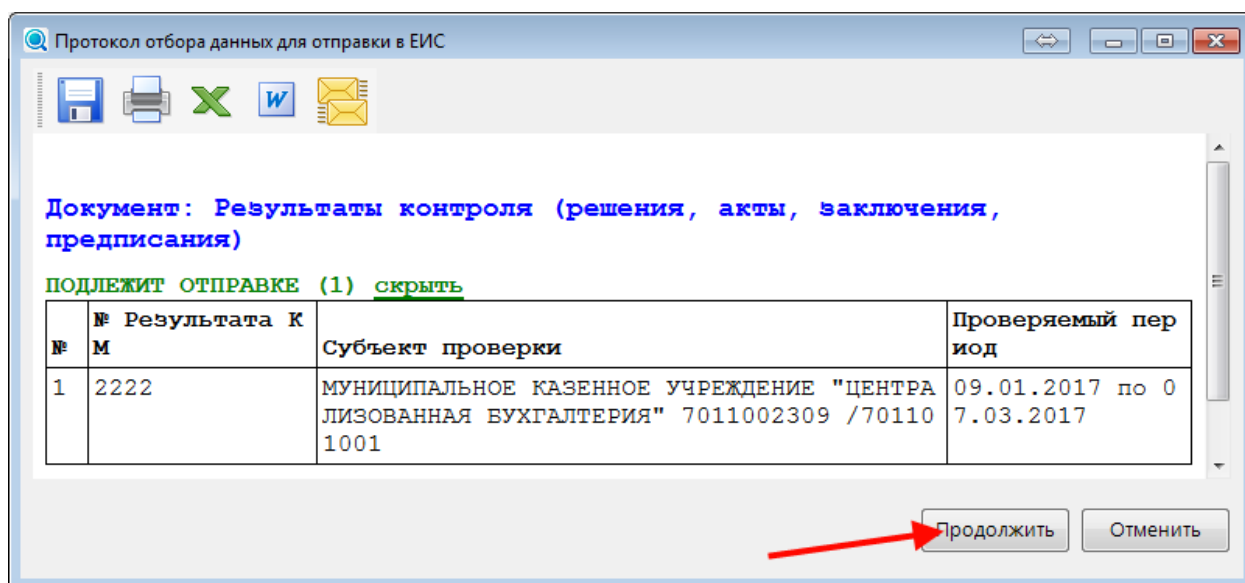 Протокол отбора данных для отправки в ЕИС
W
Документ: Результаты контроля (решения, акты, заключения,
предписания)
ПОДЛЕЖИТ ОТПРАВКЕ (1) скрыть
№
№ Результата К
М
Субъект проверки
Проверяемый пер
иод
1
2222
МУНИЦИПАЛЬНОЕ КАЗЕННОЕ УЧРЕЖДЕНИЕ "ЦЕНТРА
ЛИЗОВАННАЯ БУХГАЛТЕРИЯ" 7011002309 /70110
1001
09.01.2017 по 0
7.03.2017
Продолжить
Отменить